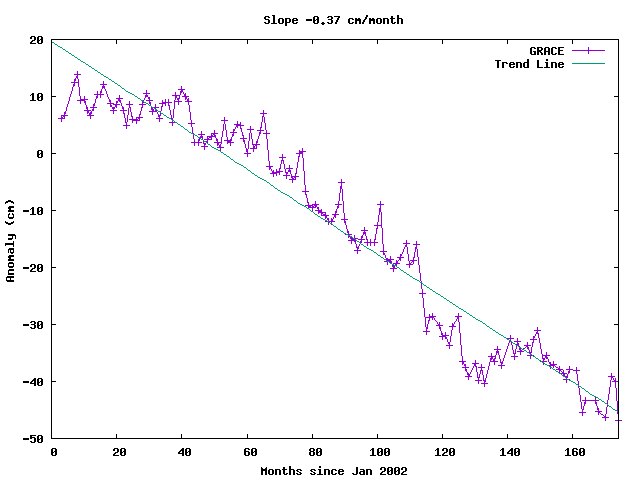 Slope -0.37 cm/month
GRACE
Trend Line
20
10
0
-10
-20
-30
-40
-50
Anomaly (cm)
0 20 40 60 80 100 120 140 160
Months since Jan 2002